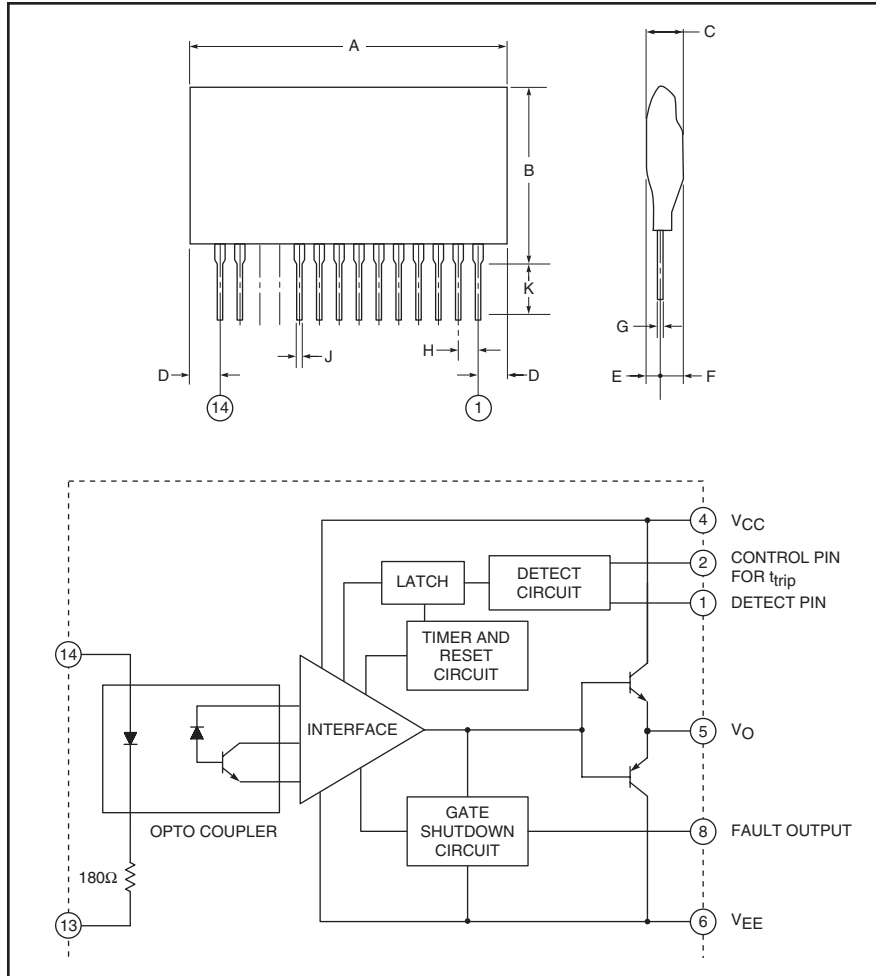 A
C
B
K
G
J
H
D
D
E
F
14
1
4
VCC
2
CONTROL PIN
FOR ttrip
LATCH
DETECT
CIRCUIT
1
DETECT PIN
TIMER AND
RESET
CIRCUIT
14
INTERFACE
5
VO
GATE
SHUTDOWN
CIRCUIT
8
FAULT OUTPUT
OPTO COUPLER
180Ω
13
6
VEE